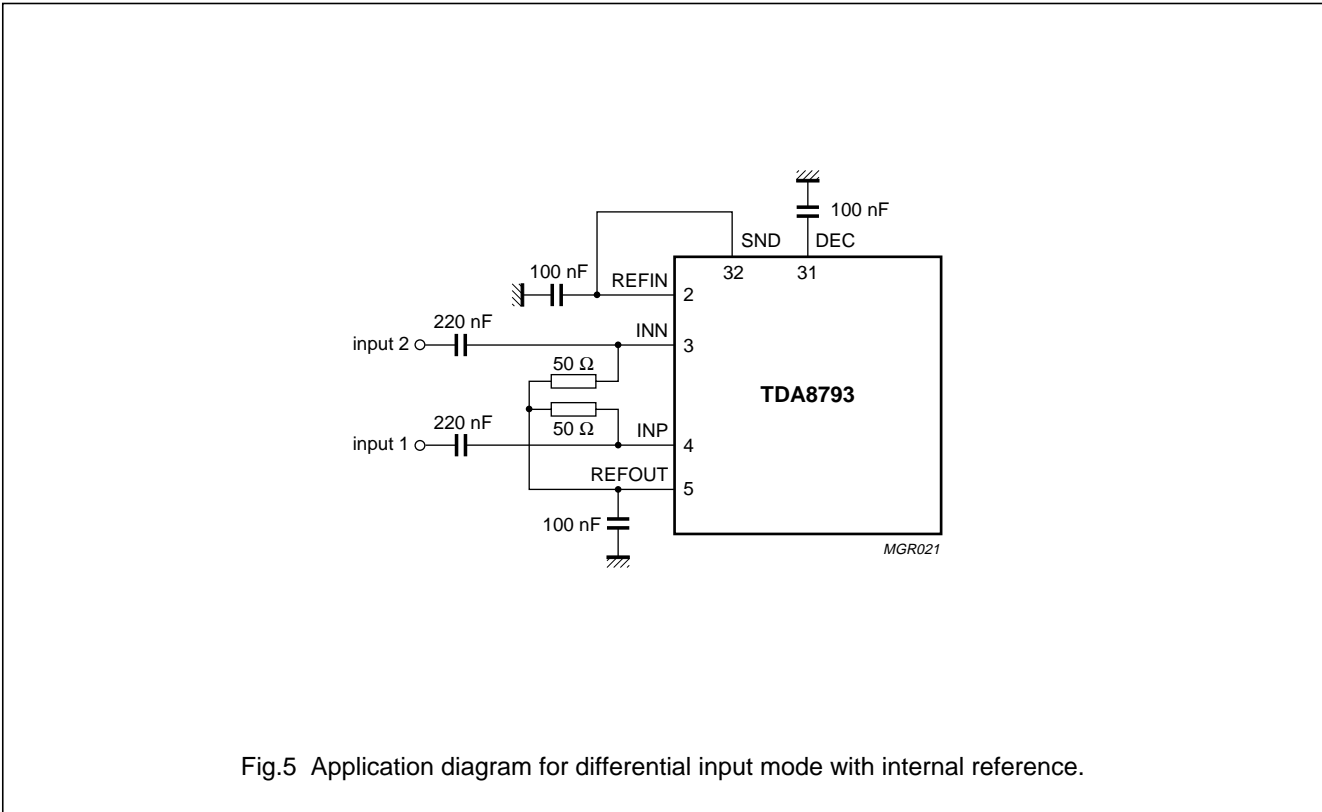 100 nF
SND DEC
32 31
100 nF REFIN
2
220 nF INN
input 2 3
50 Ω
TDA8793
220 nF 50 Ω INP
input 1 4
REFOUT
5
100 nF
MGR021
Fig.5 Application diagram for differential input mode with internal reference.